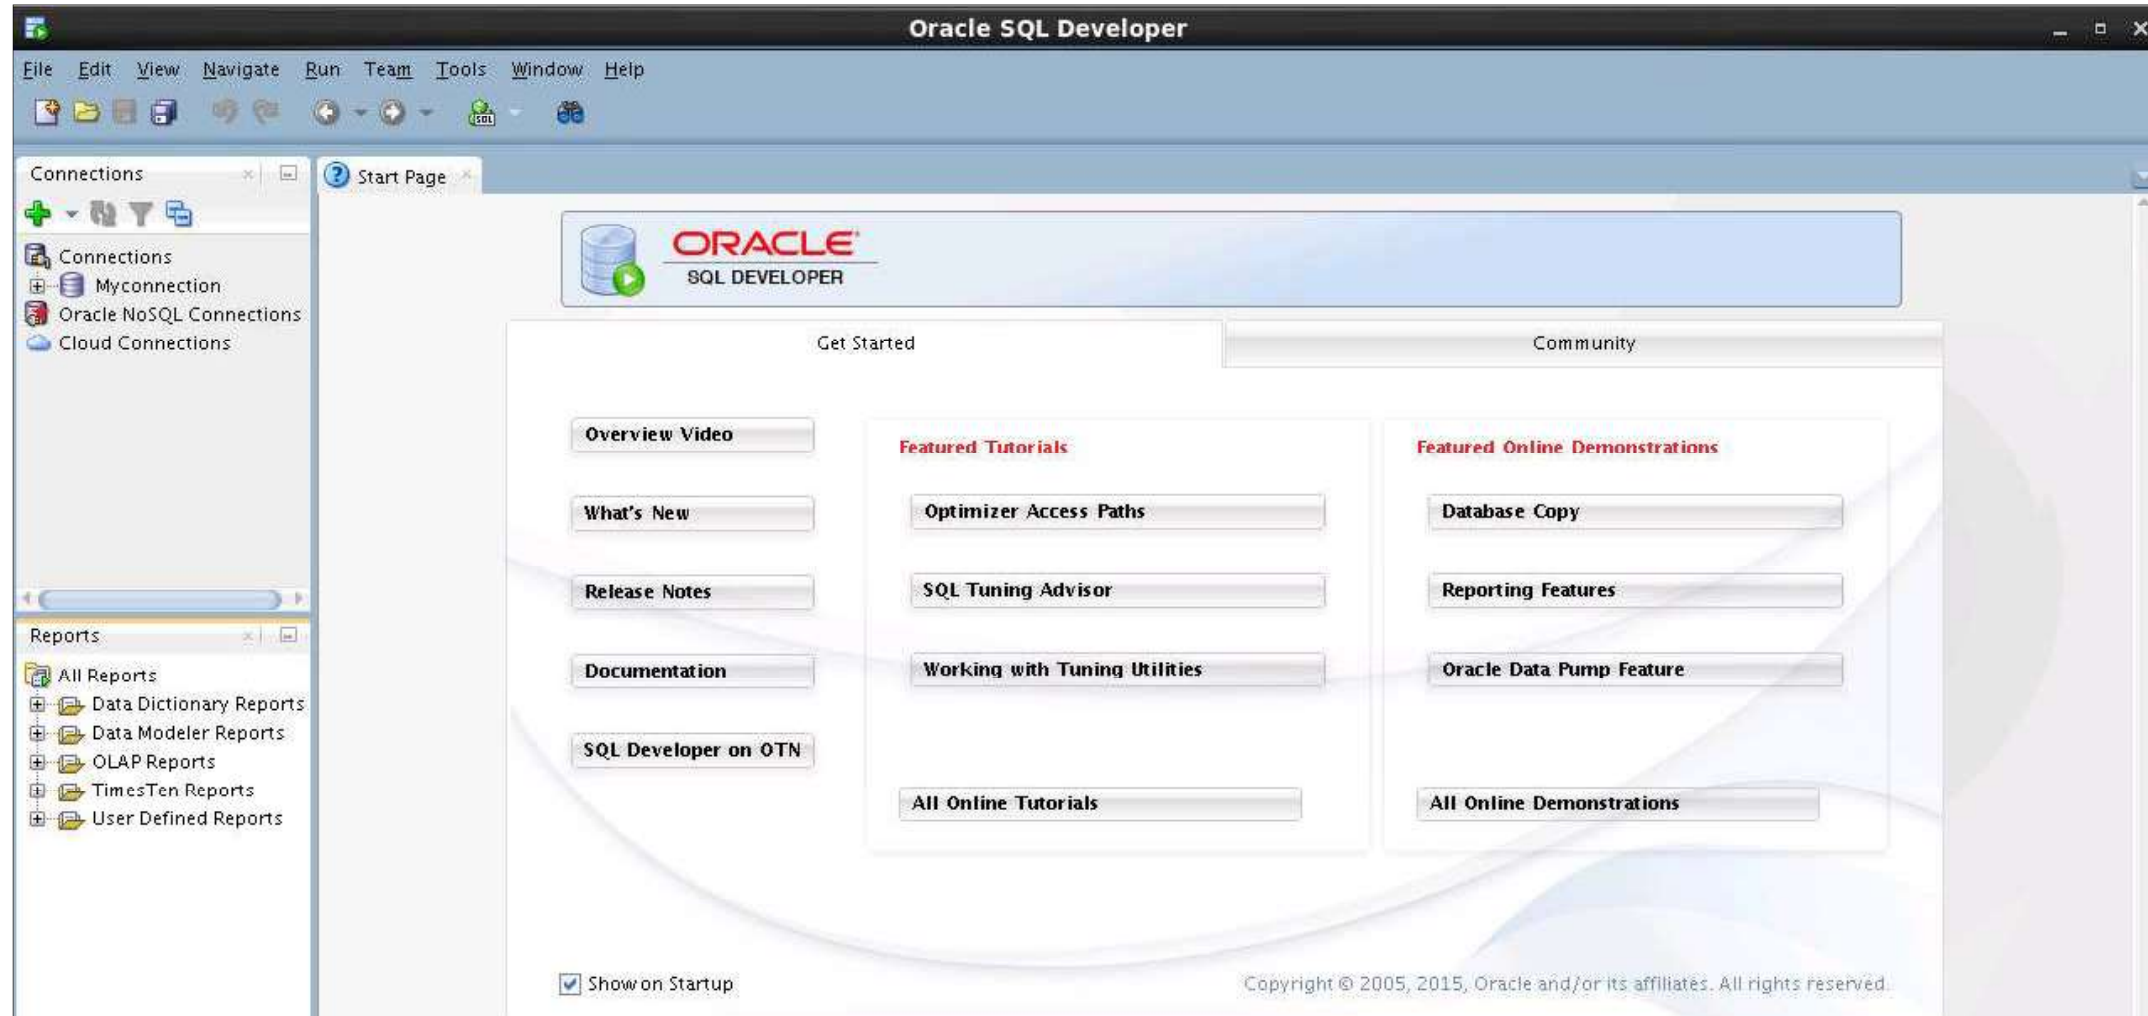 Oracle SQL Developer
File Edit View Navigate Run Team Tools Window Help
SQL
Connections
Start Page
Connections
Myconnection
Oracle NoSQL Connections
Cloud Connections
ORACLE
SQL DEVELOPER
Get Started
Community
Overview Video
What's New
Release Notes
Documentation
SQL Developer on OTN
Featured Tutorials
Optimizer Access Paths
SQL Tuning Advisor
Working with Tuning Utilities
All Online Tutorials
Featured Online Demonstrations
Database Copy
Reporting Features
Oracle Data Pump Feature
All Online Demonstrations
Reports
All Reports
Data Dictionary Reports
Data Modeler Reports
OLAP Reports
TimesTen Reports
User Defined Reports
Show on Startup
Copyright © 2005, 2015, Oracle and/or its affiliates. All rights reserved.